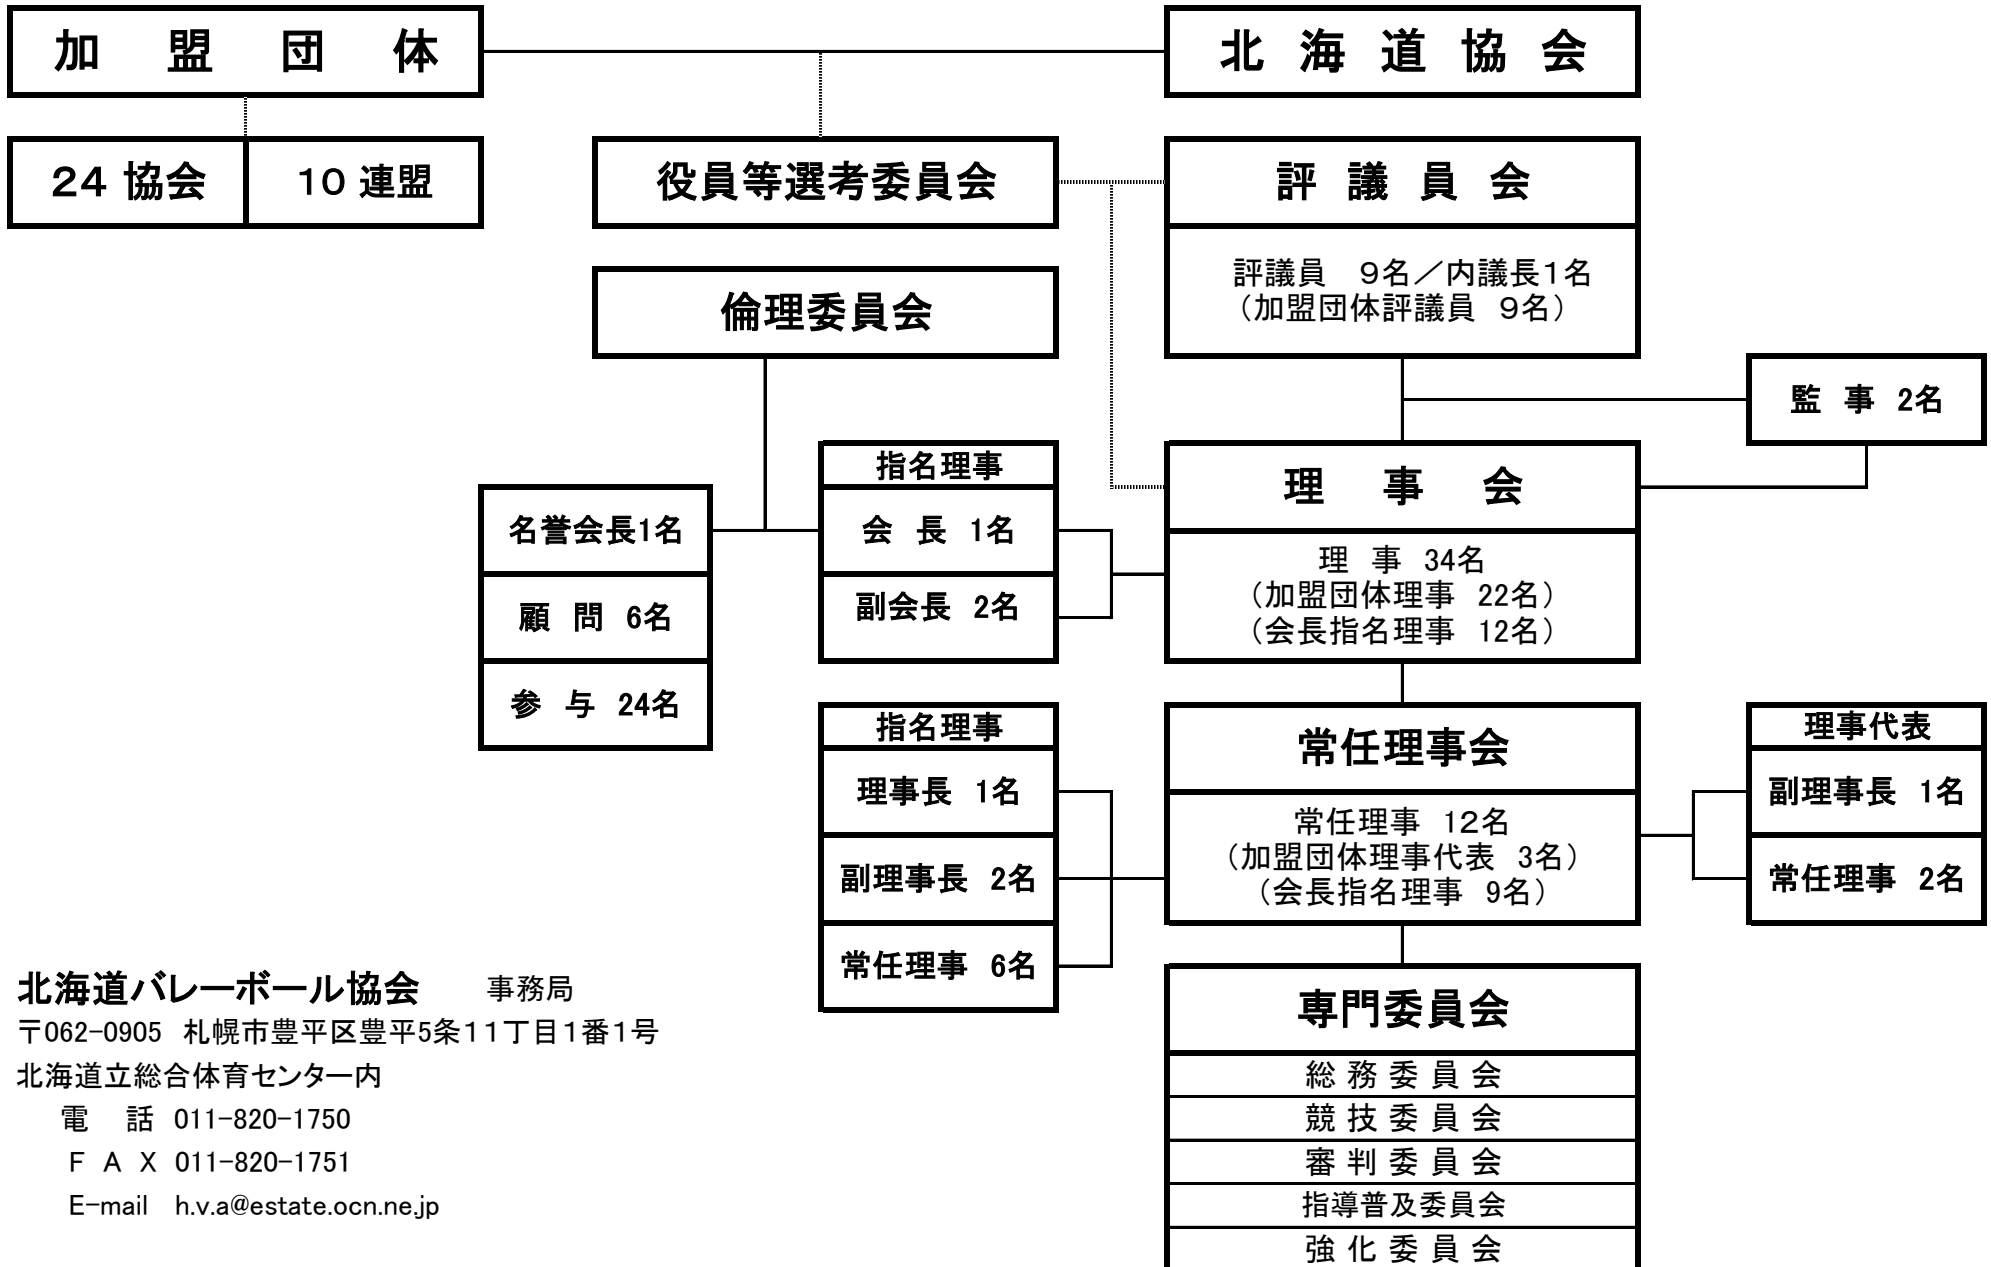 加　盟　団　体
北 海 道 協 会
２４ 協会
１０ 連盟
役員等選考委員会
評 議 員 会
評議員　９名／内議長１名
（加盟団体評議員　９名）
倫理委員会
監　事　2名
指名理事
会　長　1名
副会長　2名
名誉会長1名
顧　問　6名
参　与　24名
理　事　会
理　事　34名
（加盟団体理事　22名）
（会長指名理事　12名）
指名理事
理事長　1名
副理事長　2名
常任理事　6名
常任理事会
常任理事　1２名
（加盟団体理事代表　3名）
（会長指名理事　9名）
理事代表
副理事長　1名
常任理事　2名
専門委員会
総 務 委 員 会
競 技 委 員 会
審 判 委 員 会
指導普及委員会
強 化 委 員 会
北海道バレーボール協会　　事務局
〒062-0905　札幌市豊平区豊平5条１１丁目１番１号
北海道立総合体育センター内
電　話　011-820-1750
Ｆ Ａ Ｘ　011-820-1751
E-mail　h.v.a@estate.ocn.ne.jp